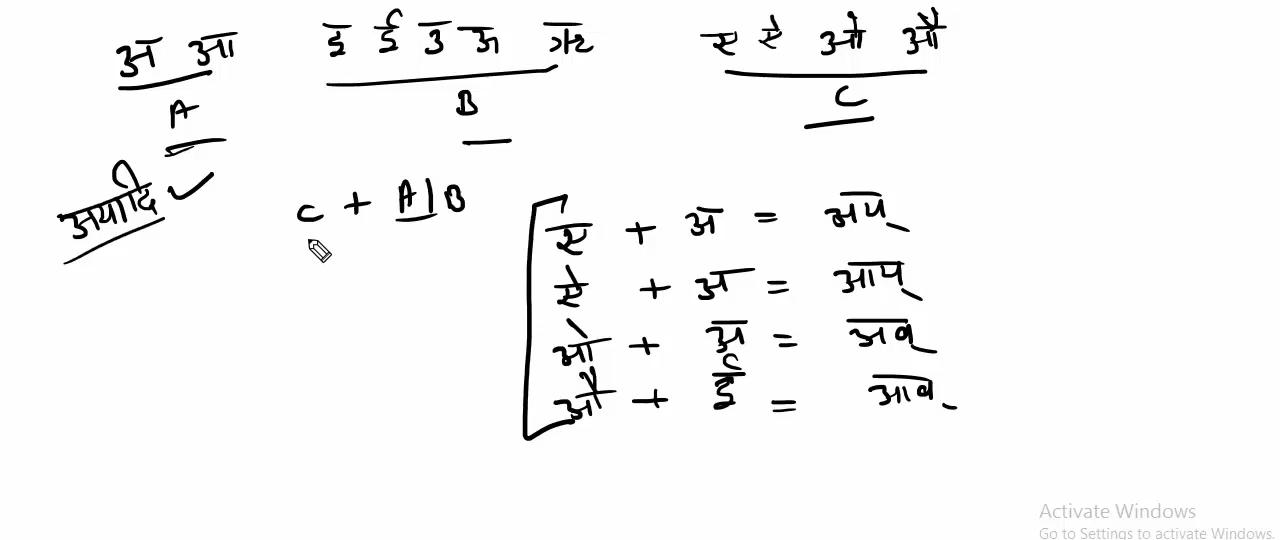 अ आ इ ई उ ऊ ऋ ए ऐ ओ औ
A B C
अयादि ✓ C + A | B
ए + अ = अय्
ऐ + अ = आय्
ओ + अ = अव्
औ + ई = आव्
Activate Windows
Go to Settings to activate Windows.